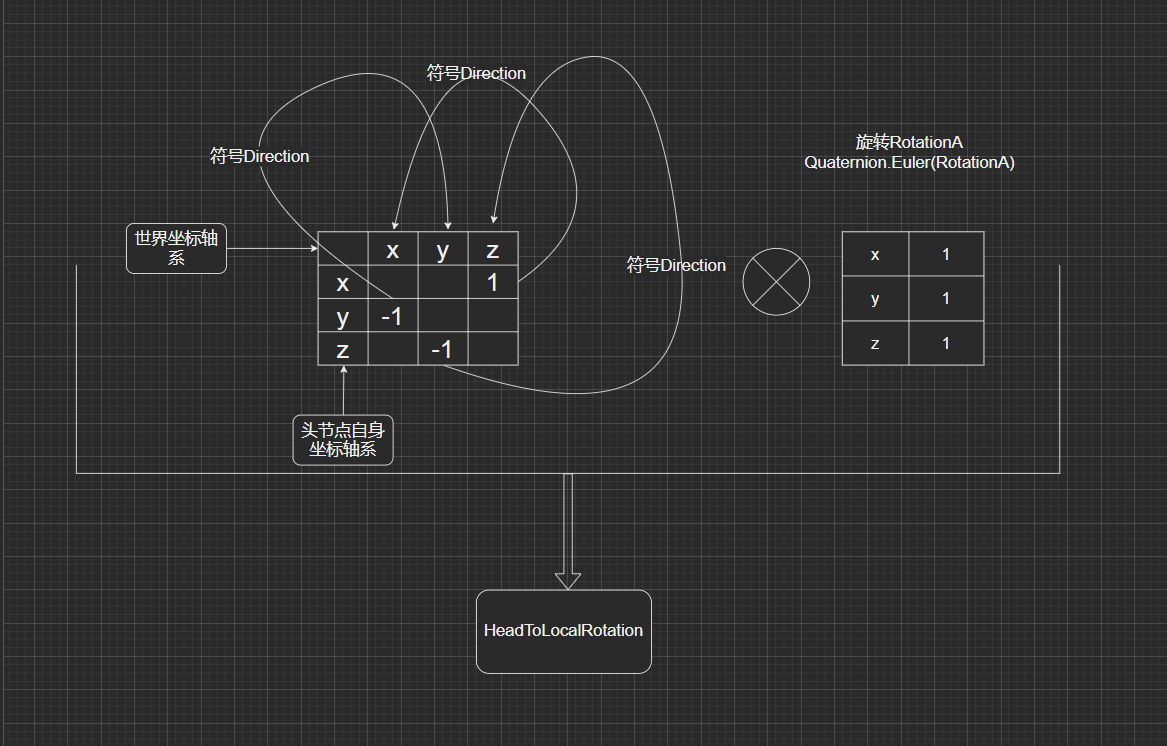 符号Direction
旋转RotationA
Quaternion.Euler(RotationA)
符号Direction
世界坐标轴
系
x y z
x 1
y -1
z -1
符号Direction
x 1
y 1
z 1
头节点自身
坐标轴系
HeadToLocalRotation